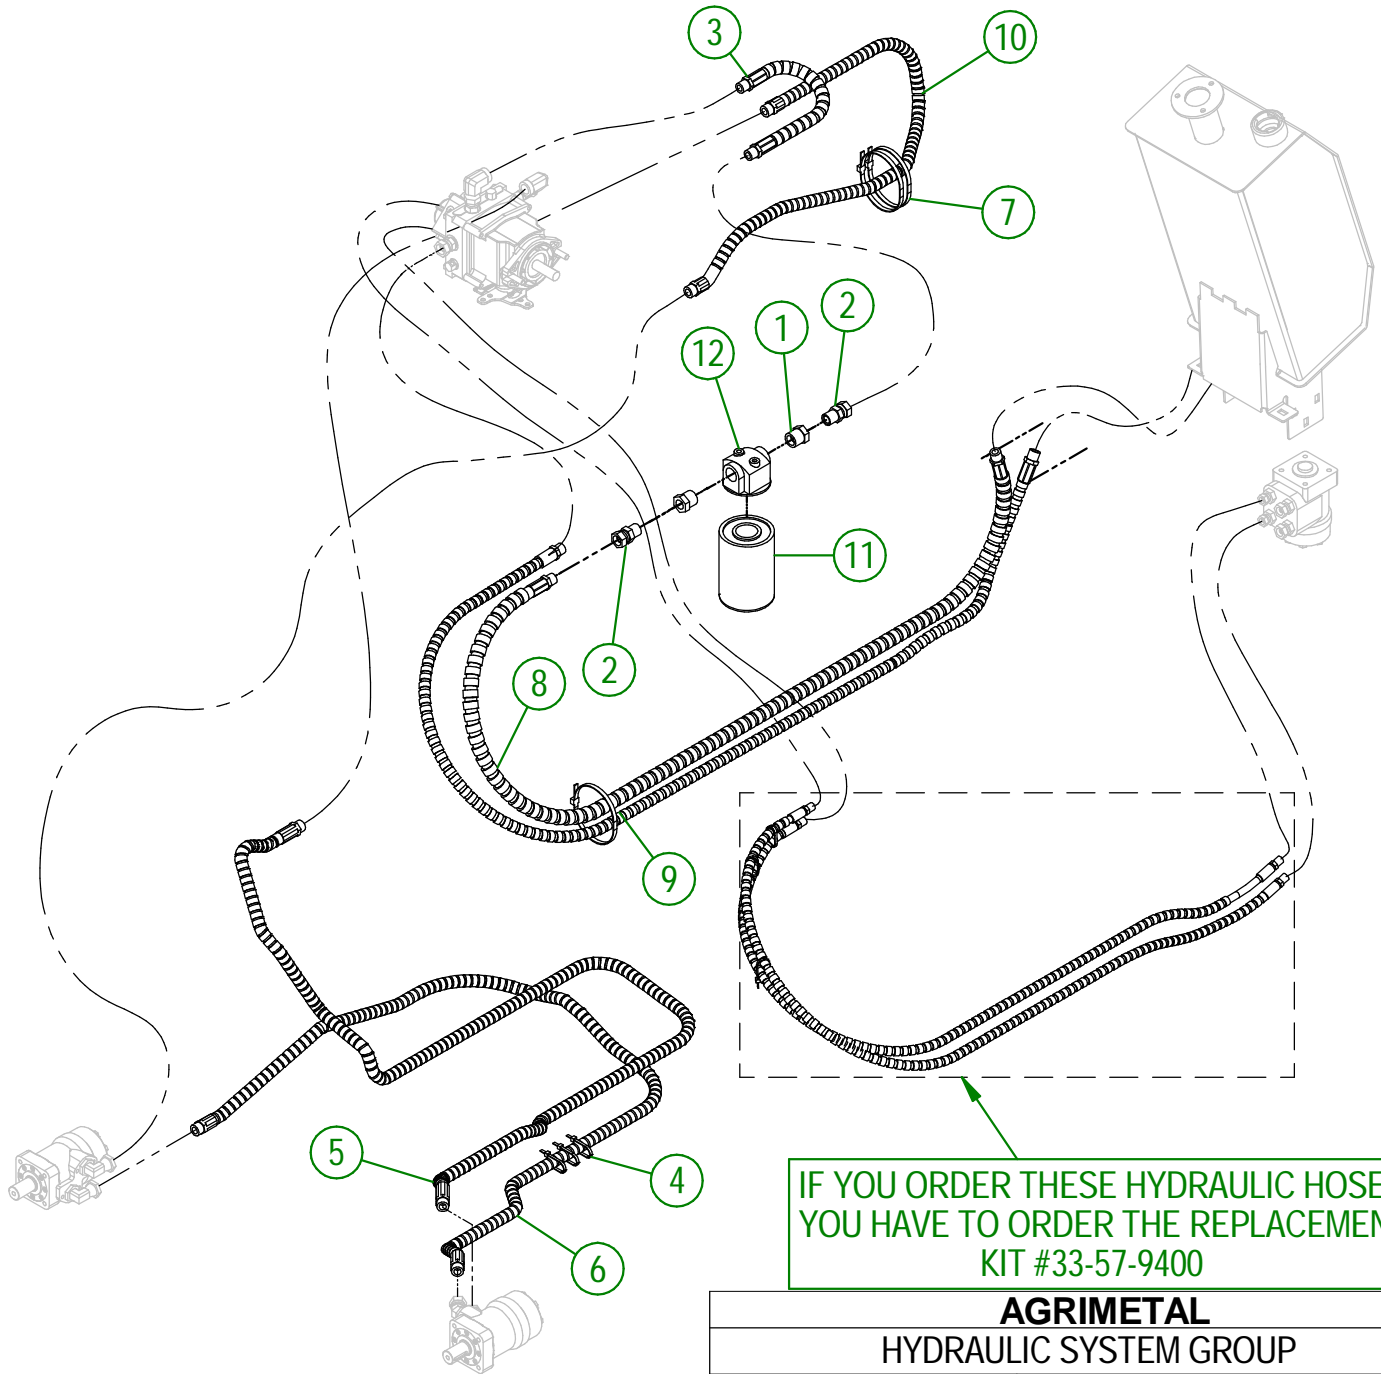 3
10
7
2
1
12
11
2
8
9
5
4
6
IF YOU ORDER THESE HYDRAULIC HOSE
YOU HAVE TO ORDER THE REPLACEMEN
KIT #33-57-9400
AGRIMETAL
HYDRAULIC SYSTEM GROUP